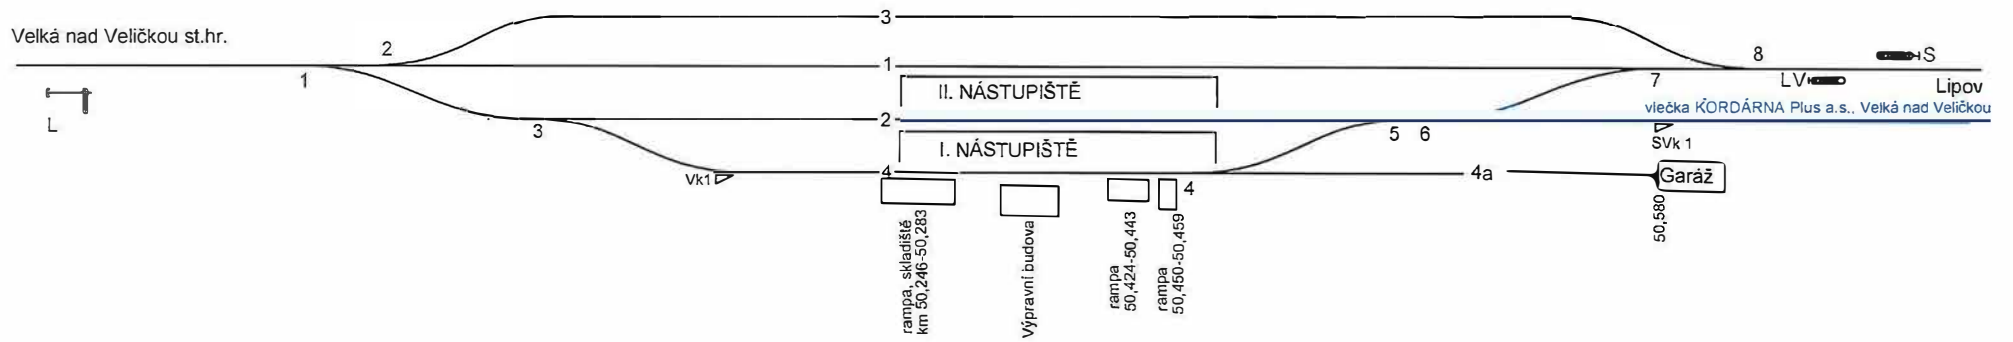 Velká nad Veličkou st.hr.
L
1
2
3
3
1
II. NÁSTUPIŠTĚ
2
I. NÁSTUPIŠTĚ
Vk1
4
4
rampa, skladiště
km 50,246-50,283
Výpravní budova
rampa
50,424-50,443
rampa
50,450-50,459
5
6
4a
7
8
S
LV
Lipov
vlečka KORDÁRNA Plus a.s., Velká nad Veličkou
SVk 1
Garáž
50,580